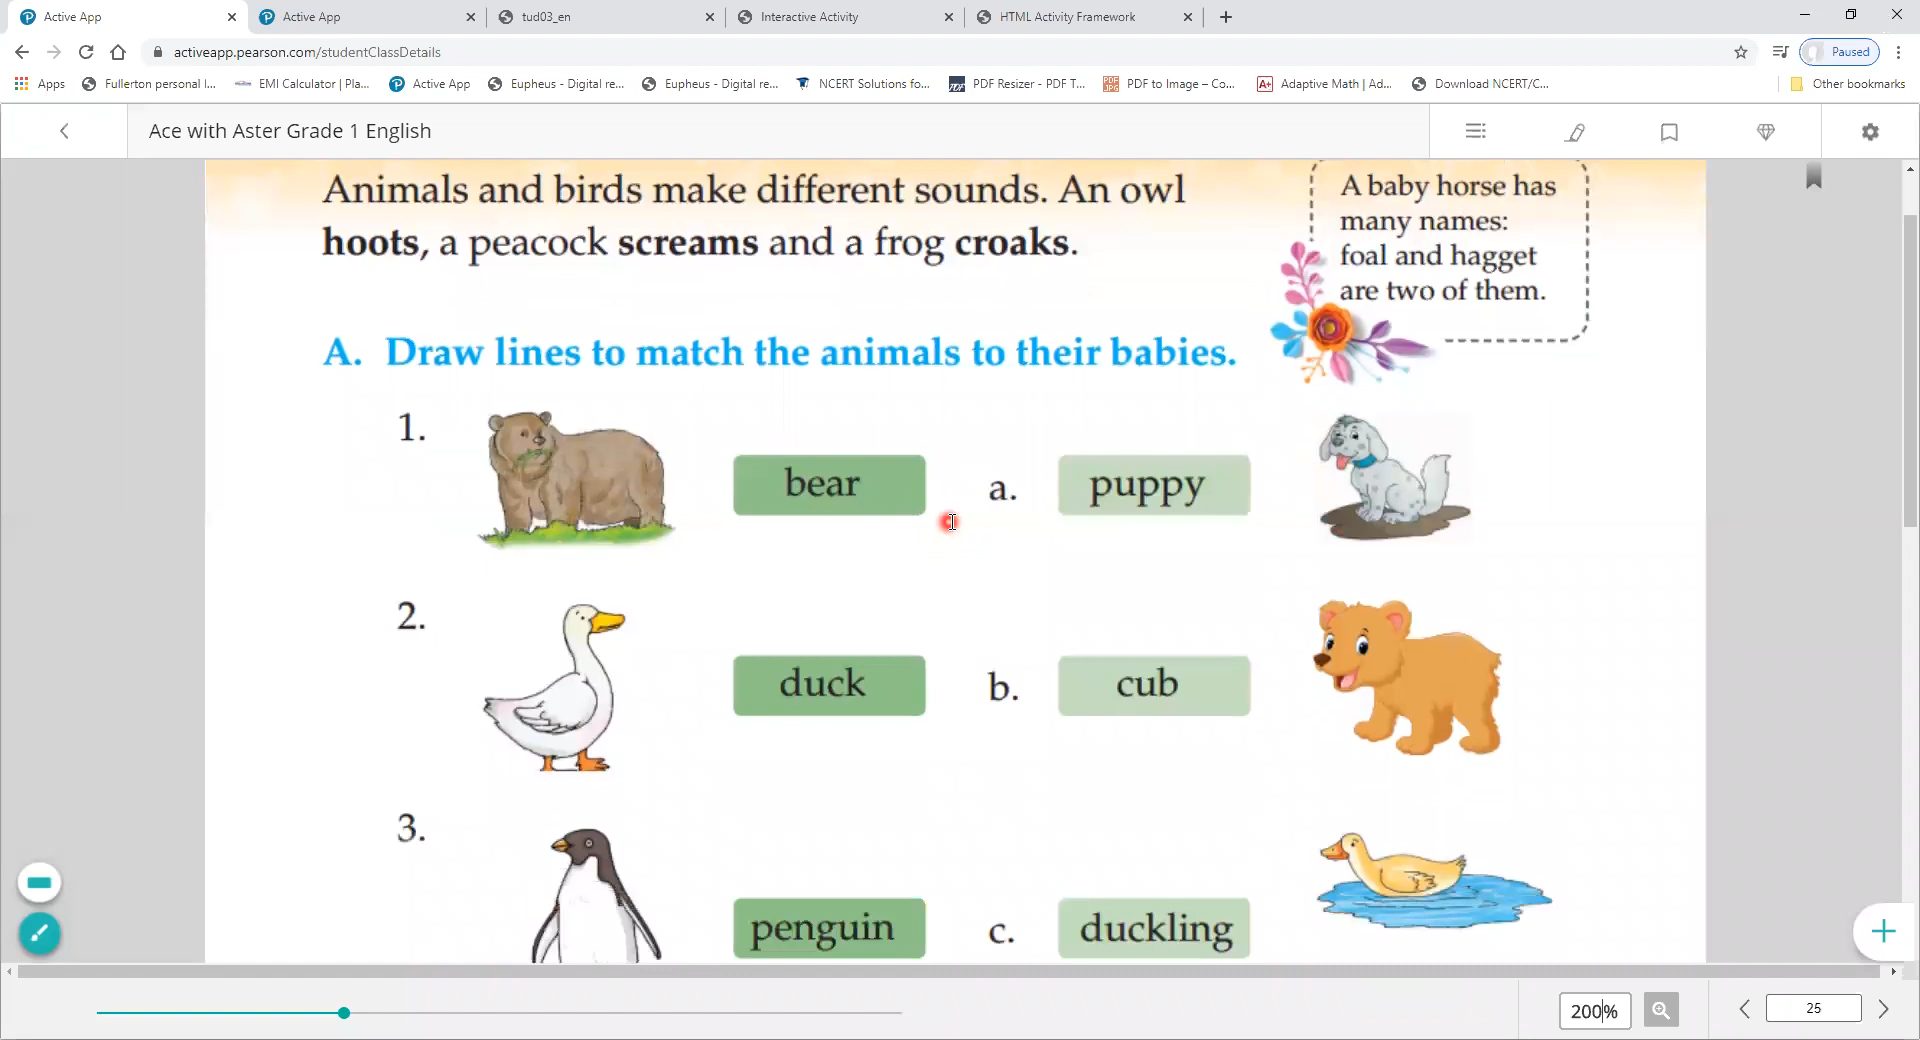 Active App
Active App
tud03_en
Interactive Activity
HTML Activity Framework
activeapp.pearson.com/studentClassDetails
Paused
Apps
Fullerton personal l...
EMI Calculator | Pla...
Active App
Eupheus - Digital re...
Eupheus - Digital re...
NCERT Solutions fo...
PDF Resizer - PDF T...
PDF to Image – Co...
Adaptive Math | Ad...
Download NCERT/C...
Other bookmarks
Ace with Aster Grade 1 English
Animals and birds make different sounds. An owl
hoots, a peacock screams and a frog croaks.
A baby horse has
many names:
foal and hagget
are two of them.
A. Draw lines to match the animals to their babies.
1.
bear
a.
puppy
2.
duck
b.
cub
3.
penguin
c.
duckling
200%
25